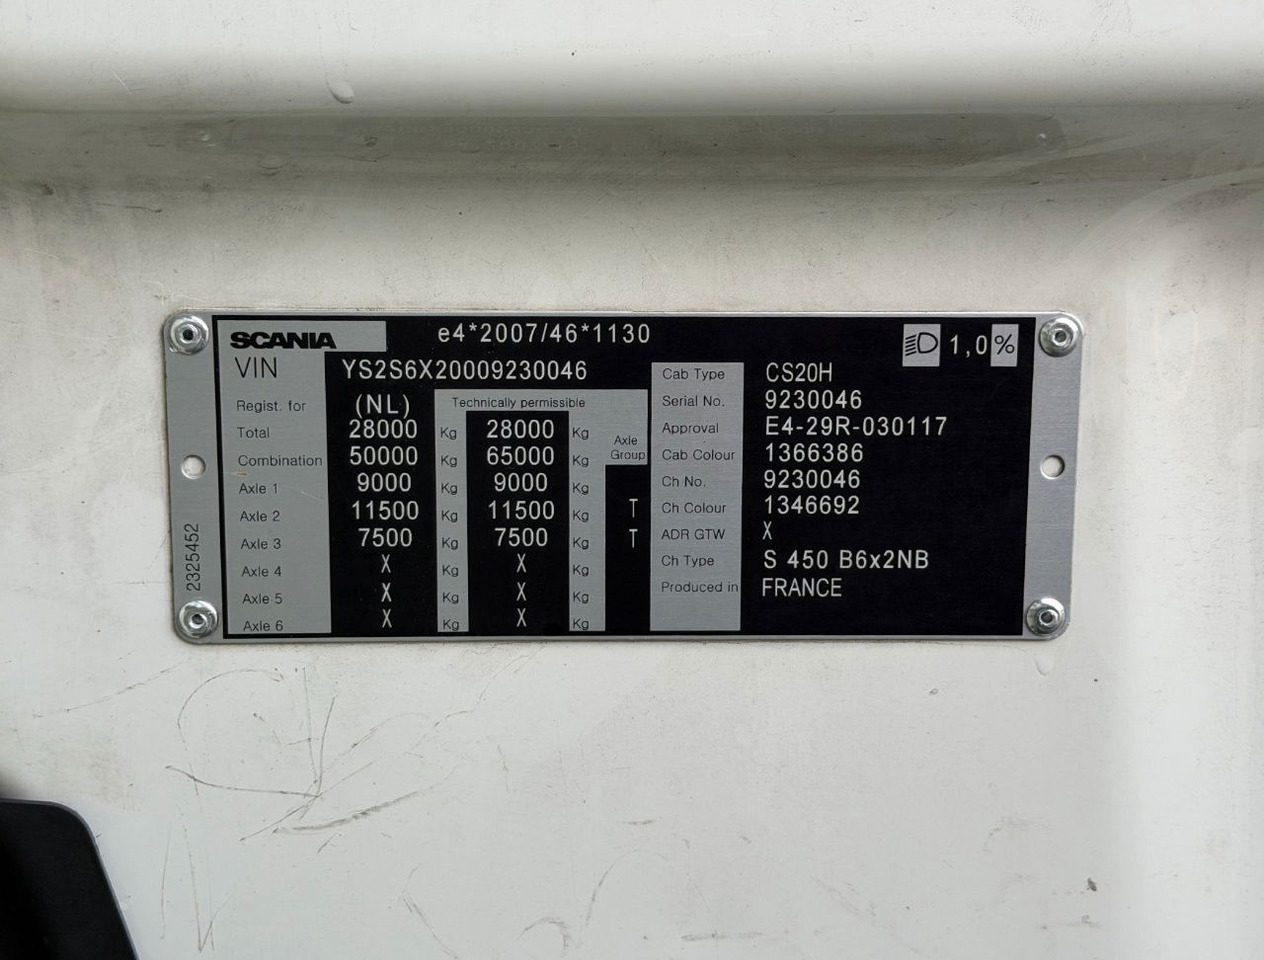 SCANIA e4*2007/46*1130 1,0%
VIN YS2S6X20009230046 Cab Type CS20H
Regist. for (NL) Technically permissible Serial No. 9230046
Total 28000 Kg 28000 Kg Axle Group Approval E4-29R-030117
Combination 50000 Kg 65000 Kg Cab Colour 1366386
Axle 1 9000 Kg 9000 Kg Ch No. 9230046
Axle 2 11500 Kg 11500 Kg T Ch Colour 1346692
Axle 3 7500 Kg 7500 Kg T ADR GTW X
Axle 4 X Kg X Kg Ch Type S 450 B6x2NB
Axle 5 X Kg X Kg Produced in FRANCE
Axle 6 X Kg X Kg
2325452